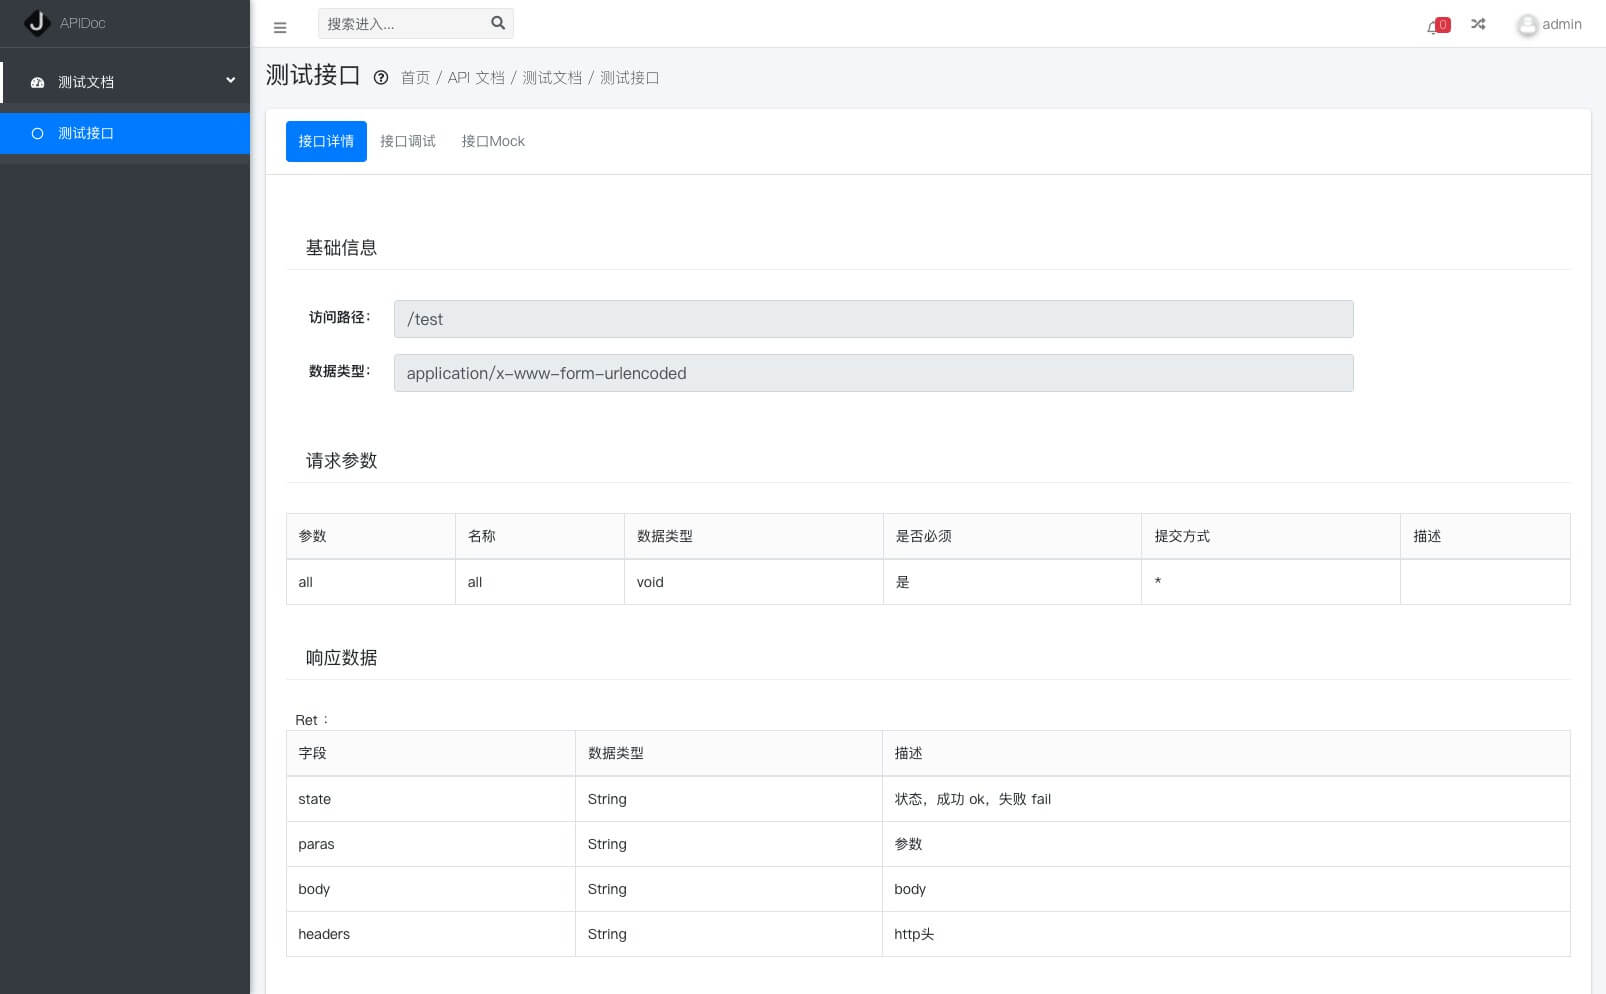 APIDoc
搜索进入...
0
admin
测试文档
测试接口
测试接口 首页 / API 文档 / 测试文档 / 测试接口
接口详情 接口调试 接口Mock
基础信息
访问路径： /test
数据类型： application/x-www-form-urlencoded
请求参数
参数 名称 数据类型 是否必须 提交方式 描述
all all void 是 *
响应数据
Ret :
字段 数据类型 描述
state String 状态，成功 ok，失败 fail
paras String 参数
body String body
headers String http头